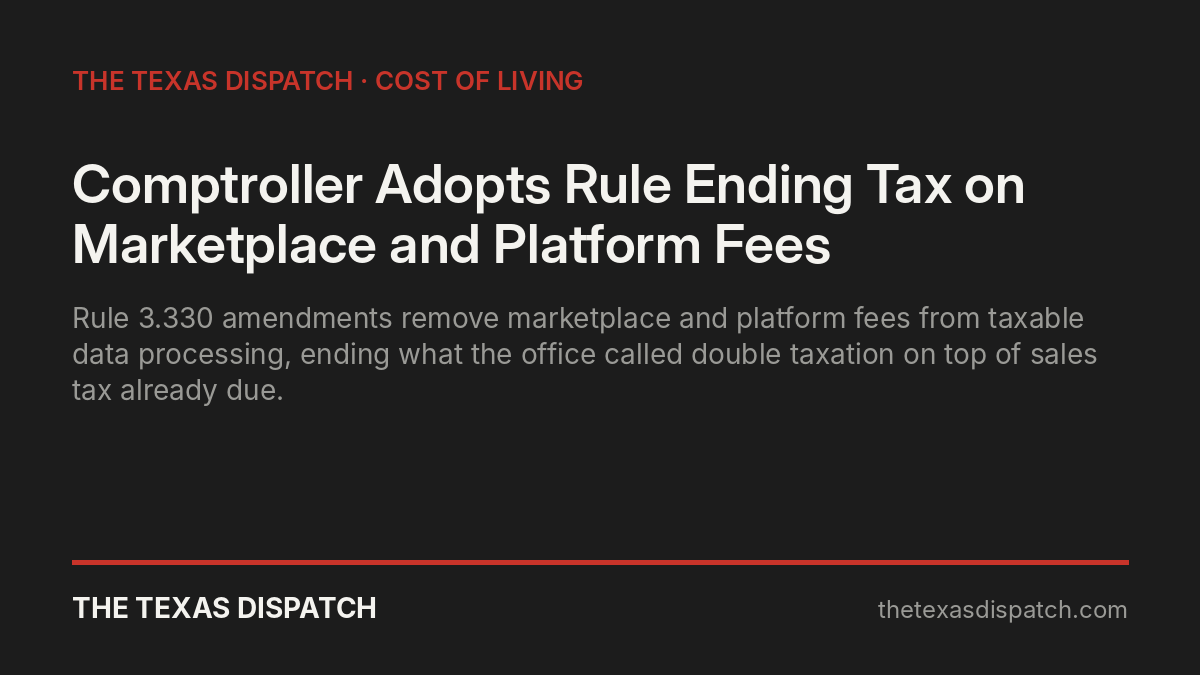 THE TEXAS DISPATCH · COST OF LIVING
Comptroller Adopts Rule Ending Tax on
Marketplace and Platform Fees
Rule 3.330 amendments remove marketplace and platform fees from taxable
data processing, ending what the office called double taxation on top of sales
tax already due.
THE TEXAS DISPATCH
thetexasdispatch.com